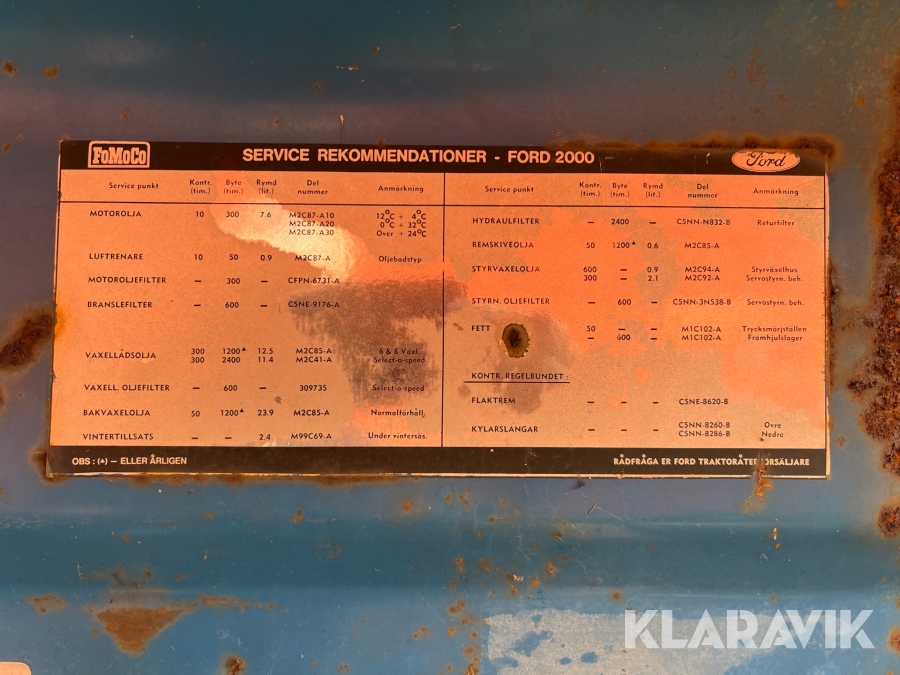 FoMoCo
SERVICE REKOMMENDATIONER - FORD 2000
Ford
Service punkt Kontr. (tim.) Byte (tim.) Rymd (lit.) Del nummer Anmärkning
MOTOROLJA 10 300 7.6 M2C87-A10 12°C + 4°C
M2C87-A20 0°C + 32°C
M2C87-A30 Över + 24°C
LUFTRENARE 10 50 0.9 M2C87-A Oljebadstyp
MOTOROLJEFILTER — 300 — CFPN-6731-A
BRANSLEFILTER — 600 — C5NE-9176-A
VAXELLÅDSOLJA 300 1200▲ 12.5 M2C85-A 6 & 8 Växl.
300 2400 11.4 M2C41-A Select-o-speed
VAXELL. OLJEFILTER — 600 — 309735 Select-o-speed
BAKVAXELOLJA 50 1200▲ 23.9 M2C85-A Normalförhåll.
VINTERTILLSATS — — 2.4 M99C69-A Under vintersäs.
OBS : (▲) — ELLER ÅRLIGEN
Service punkt Kontr. (tim.) Byte (tim.) Rymd (lit.) Del nummer Anmärkning
HYDRAULFILTER — 2400 — C5NN-N832-B Returfilter
REMSKIVEOLJA 50 1200▲ 0.6 M2C85-A
STYRVAXELOLJA 600 — 0.9 M2C94-A Styrväxelhus
300 — 2.1 M2C92-A Servostyrn. beh.
STYRN. OLJEFILTER — 600 — C5NN-3N538-B Servostyrn. beh.
FETT 50 — — M1C102-A Trycksmörjställen
— 600 — M1C102-A Framhjulslager
KONTR. REGELBUNDET :
FLAKTREM — — — C5NE-8620-B
KYLARSLANGAR — — — C5NN-8260-B Övre
C5NN-8286-B Nedre
RÅDFRÅGA ER FORD TRAKTORÅTERFÖRSÄLJARE
KLARAVIK